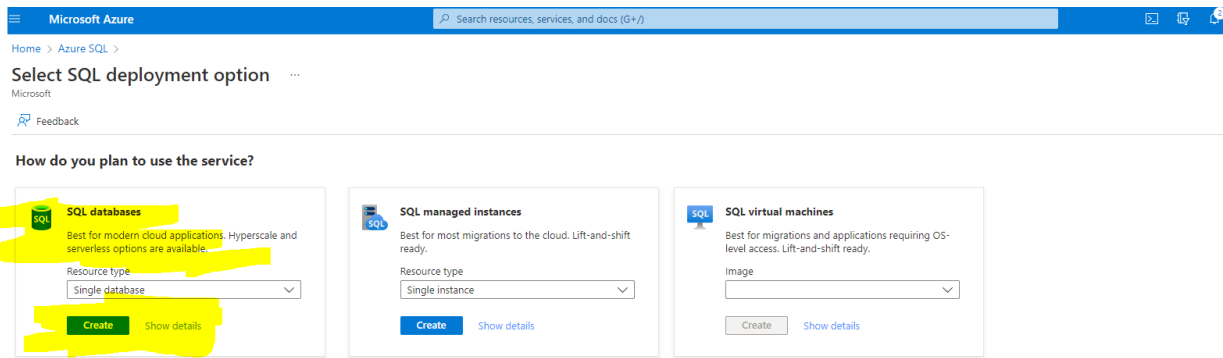 Microsoft Azure
Search resources, services, and docs (G+/)
2
Home > Azure SQL >
Select SQL deployment option ...
Microsoft
Feedback
How do you plan to use the service?
SQL
SQL databases
Best for modern cloud applications. Hyperscale and
serverless options are available.
Resource type
Single database
Create
Show details
SQL
SQL managed instances
Best for most migrations to the cloud. Lift-and-shift
ready.
Resource type
Single instance
Create
Show details
SQL
SQL virtual machines
Best for migrations and applications requiring OS-
level access. Lift-and-shift ready.
Image
Create
Show details